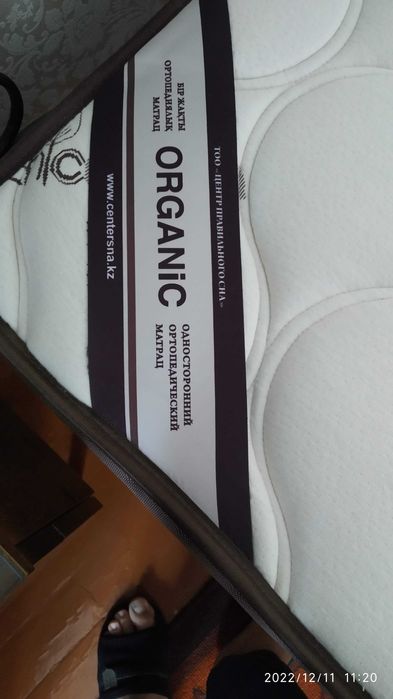 ТОО «ЦЕНТР ПРАВИЛЬНОГО СНА»
БІР ЖАҚТЫ
ОРТОПЕДИЯЛЫҚ
МАТРАЦ
ORGANiC
ОДНОСТОРОННИЙ
ОРТОПЕДИЧЕСКИЙ
МАТРАЦ
www.centersna.kz
2022/12/11 11:20